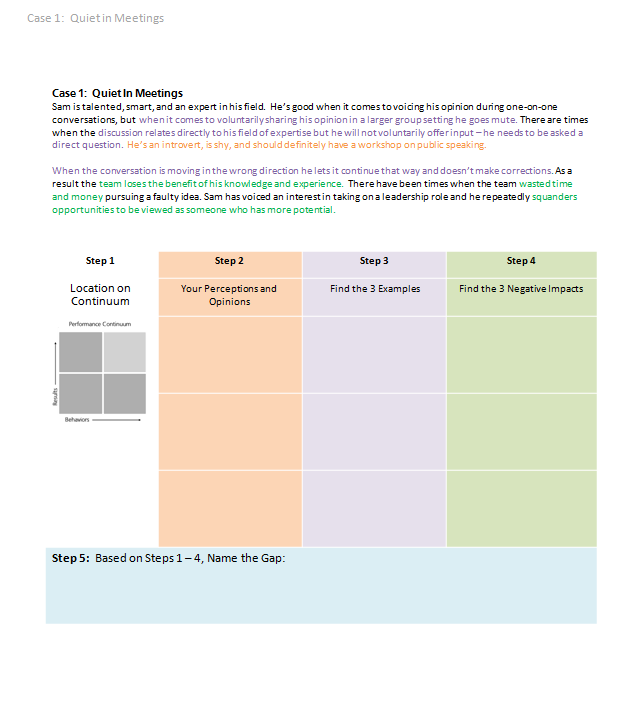 Case 1: Quiet in Meetings
Case 1: Quiet In Meetings
Sam is talented, smart, and an expert in his field. He's good when it comes to voicing his opinion during one-on-one
conversations, but when it comes to voluntarily sharing his opinion in a larger group setting he goes mute. There are times
when the discussion relates directly to his field of expertise but he will not voluntarily offer input – he needs to be asked a
direct question. He's an introvert, is shy, and should definitely have a workshop on public speaking.
When the conversation is moving in the wrong direction he lets it continue that way and doesn't make corrections. As a
result the team loses the benefit of his knowledge and experience. There have been times when the team wasted time
and money pursuing a faulty idea. Sam has voiced an interest in taking on a leadership role and he repeatedly squanders
opportunities to be viewed as someone who has more potential.
Step 1 Step 2 Step 3 Step 4
Location on Your Perceptions and Find the 3 Examples Find the 3 Negative Impacts
Continuum Opinions
Performance Continuum
Results
Behaviors
Step 5: Based on Steps 1 – 4, Name the Gap: